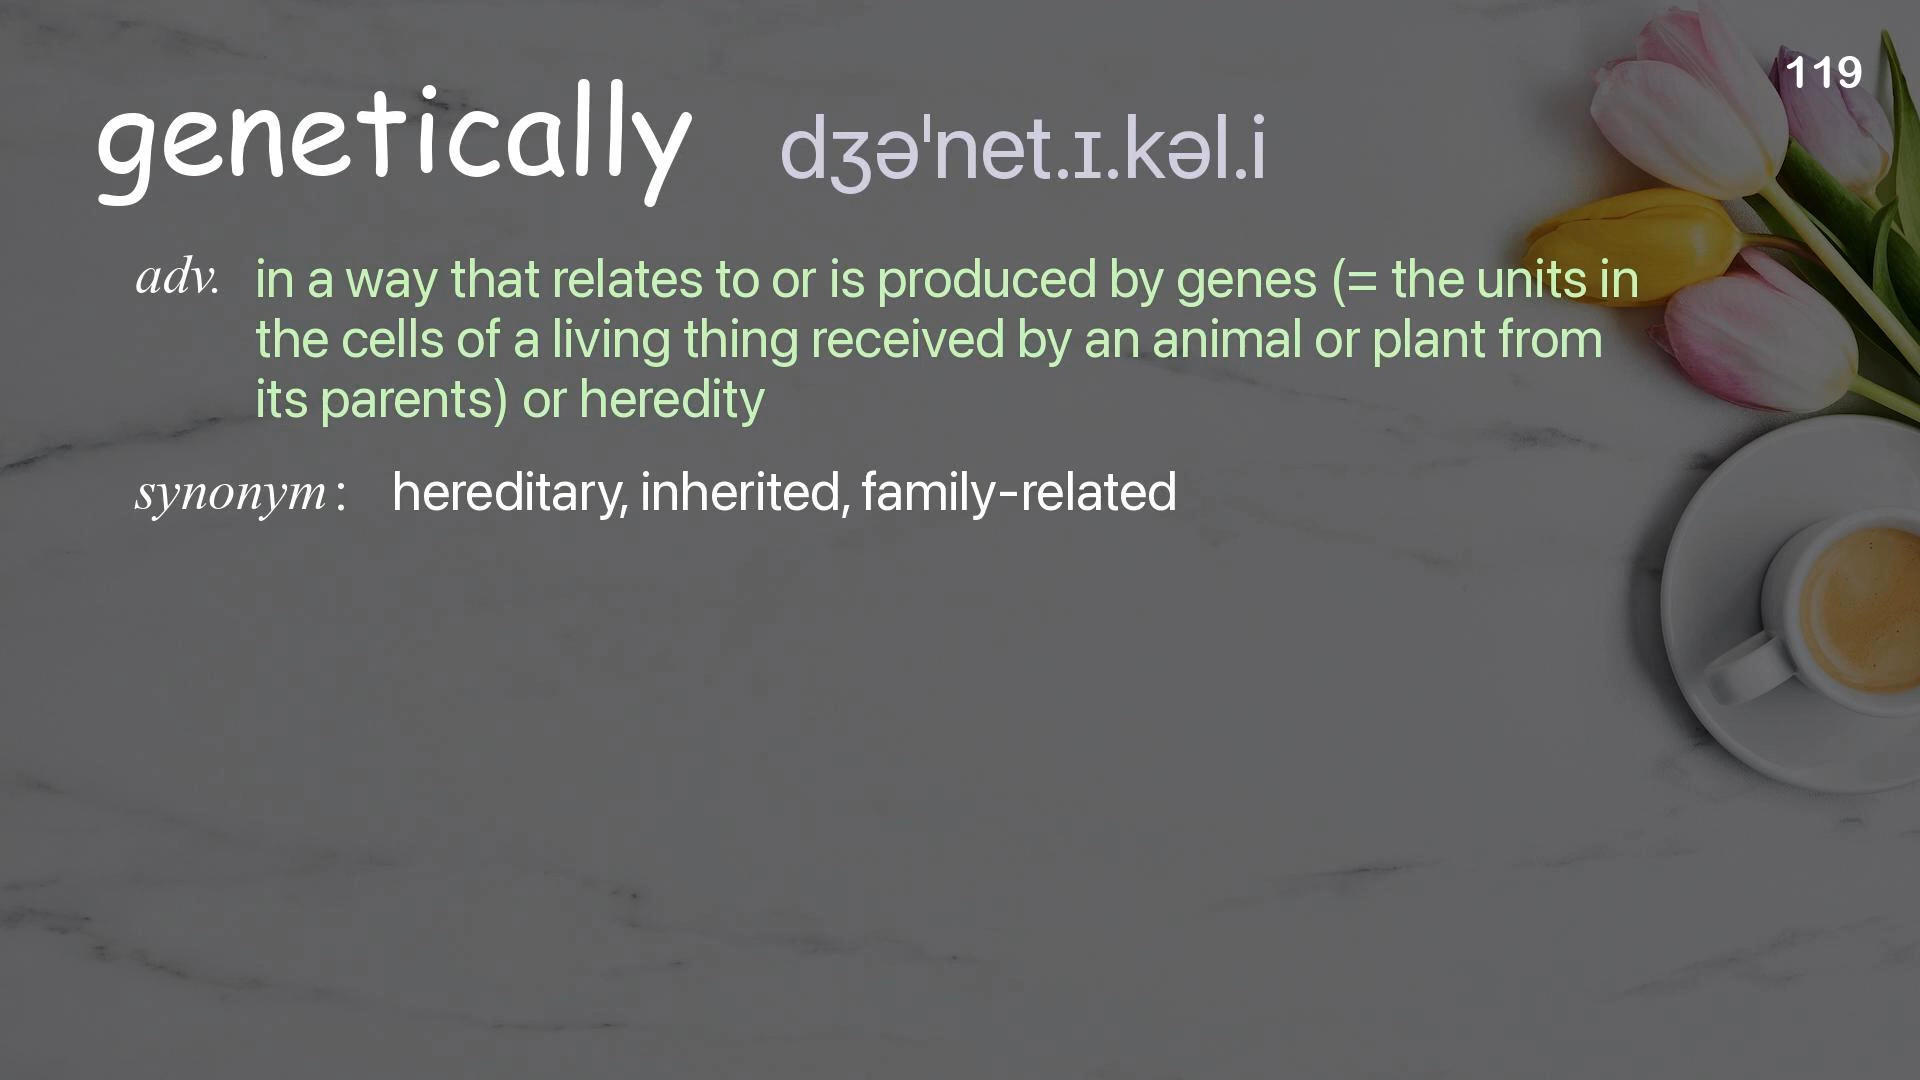 119
genetically dʒəˈnet.ɪ.kəl.i
adv. in a way that relates to or is produced by genes (= the units in
the cells of a living thing received by an animal or plant from
its parents) or heredity
synonym : hereditary, inherited, family-related